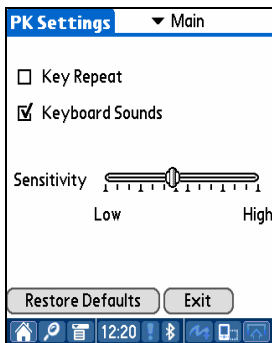 PK Settings Main
Key Repeat
Keyboard Sounds
Sensitivity
Low High
Restore Defaults Exit
12:20